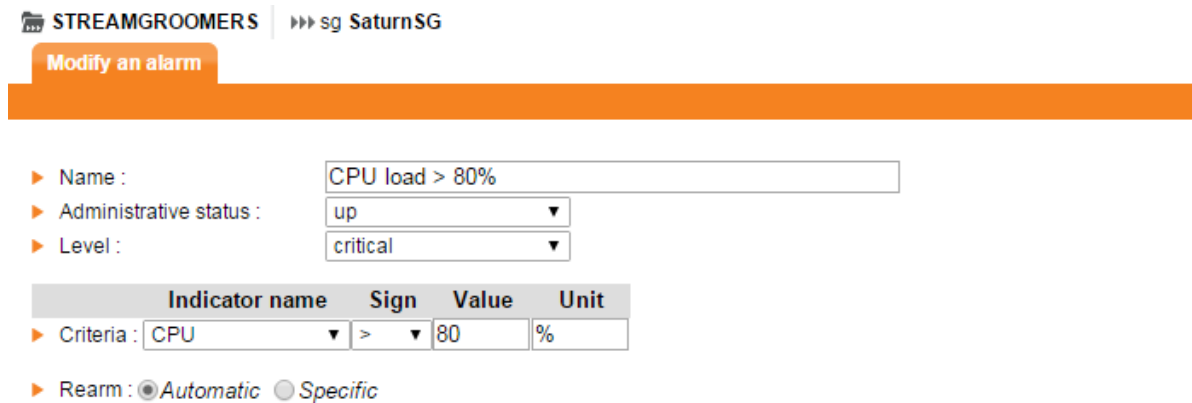 STREAMGROOMERS sg SaturnSG
Modify an alarm
Name : CPU load > 80%
Administrative status : up
Level : critical
Indicator name Sign Value Unit
Criteria : CPU > 80 %
Rearm : Automatic Specific